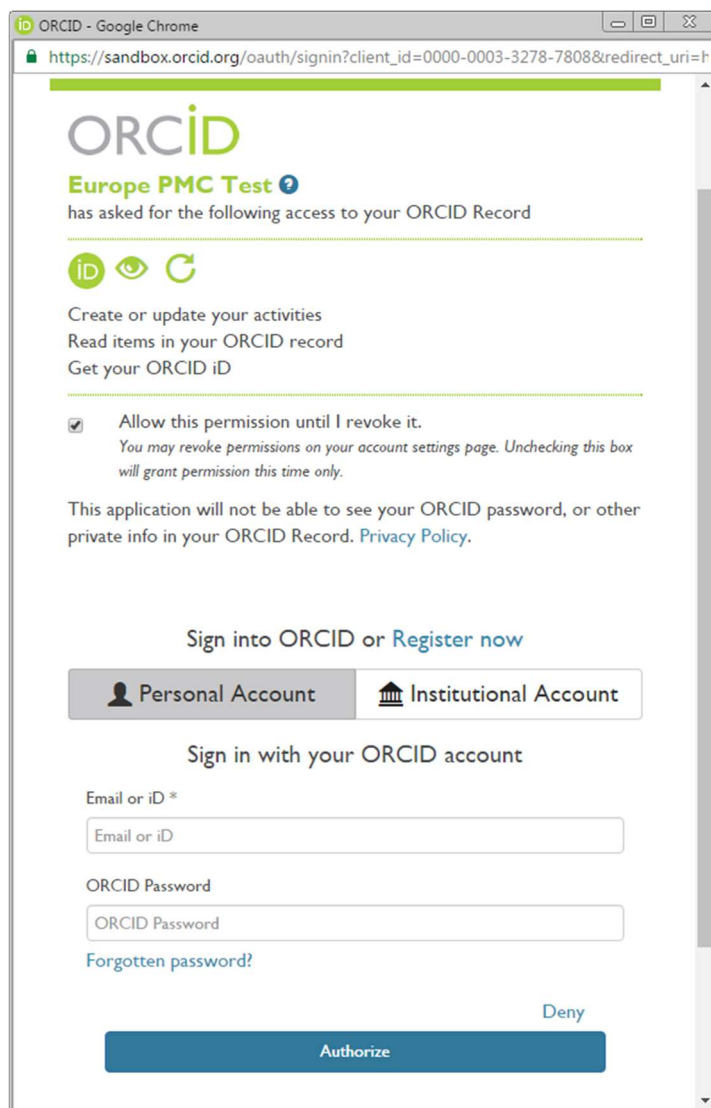 ORCID - Google Chrome
https://sandbox.orcid.org/oauth/signin?client_id=0000-0003-3278-7808&redirect_uri=h
ORCiD
Europe PMC Test ?
has asked for the following access to your ORCID Record
iD
Create or update your activities
Read items in your ORCID record
Get your ORCID iD
Allow this permission until I revoke it.
You may revoke permissions on your account settings page. Unchecking this box
will grant permission this time only.
This application will not be able to see your ORCID password, or other
private info in your ORCID Record. Privacy Policy.
Sign into ORCID or Register now
Personal Account Institutional Account
Sign in with your ORCID account
Email or iD *
Email or iD
ORCID Password
ORCID Password
Forgotten password?
Deny
Authorize